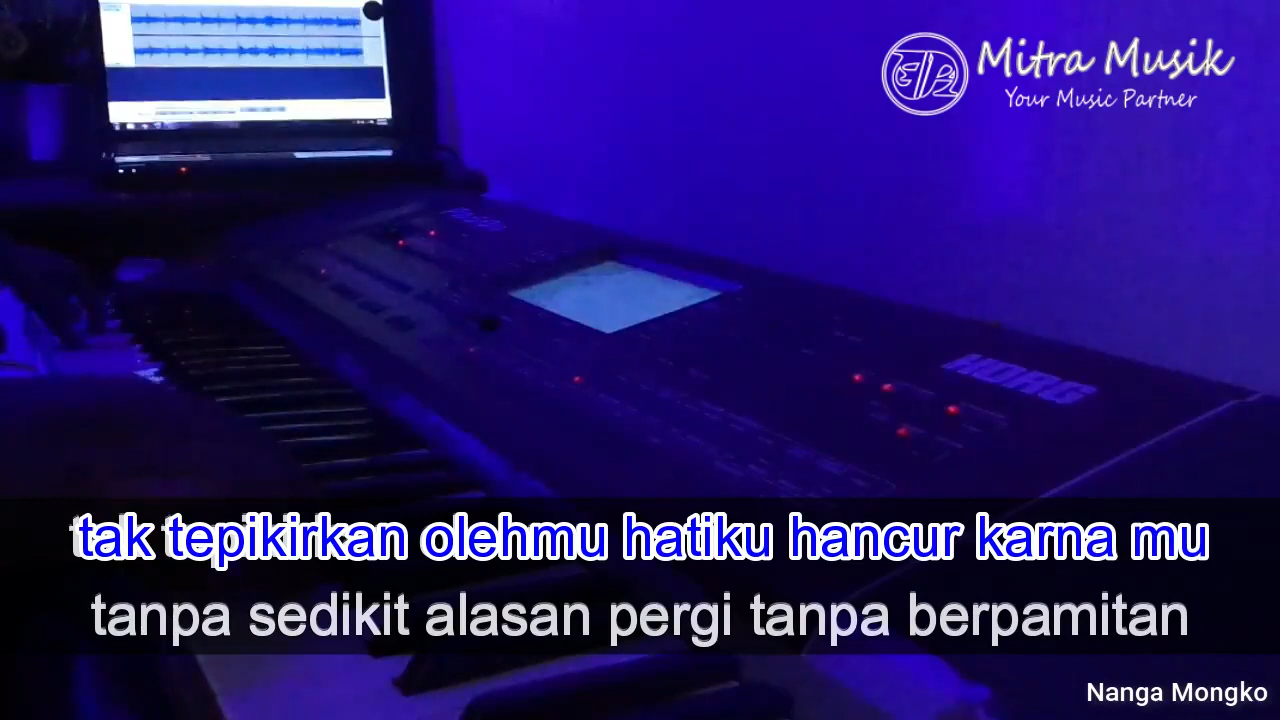 Mitra Musik
Your Music Partner
KORG
tak tepikirkan olehmu hatiku hancur karna mu
tanpa sedikit alasan pergi tanpa berpamitan
Nanga Mongko